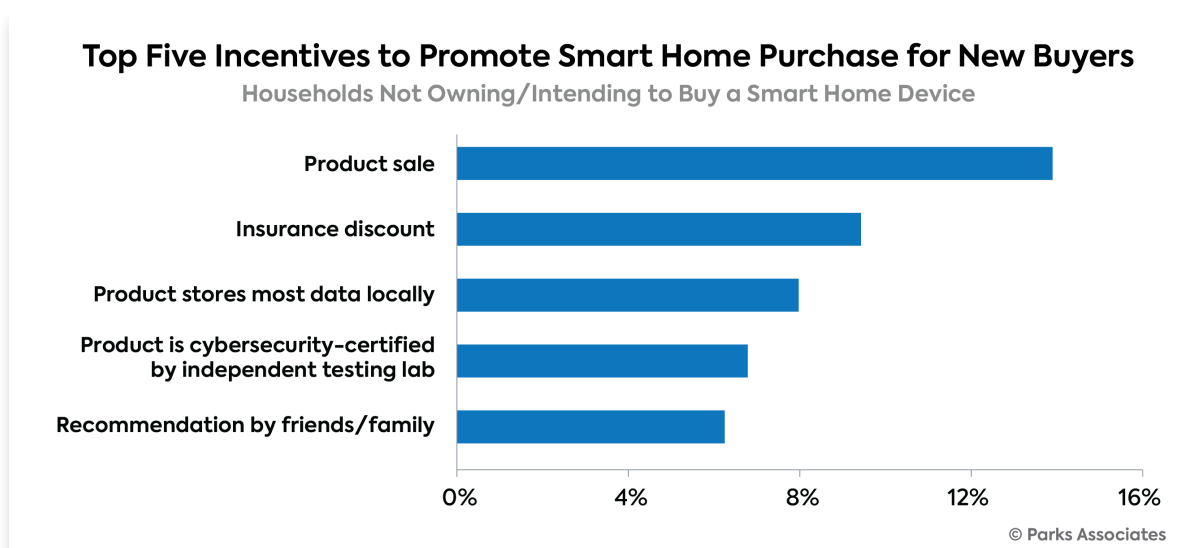 Top Five Incentives to Promote Smart Home Purchase for New Buyers
Households Not Owning/Intending to Buy a Smart Home Device
Product sale
Insurance discount
Product stores most data locally
Product is cybersecurity-certified
by independent testing lab
Recommendation by friends/family
0% 4% 8% 12% 16%
© Parks Associates